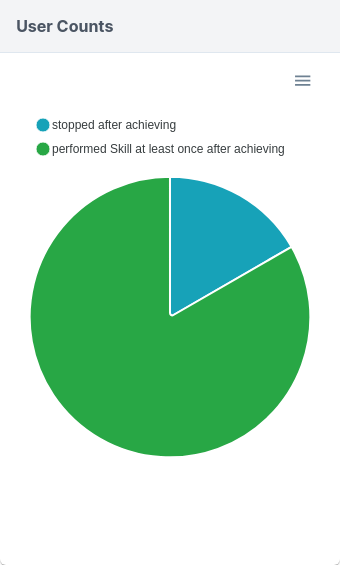 User Counts
stopped after achieving
performed Skill at least once after achieving